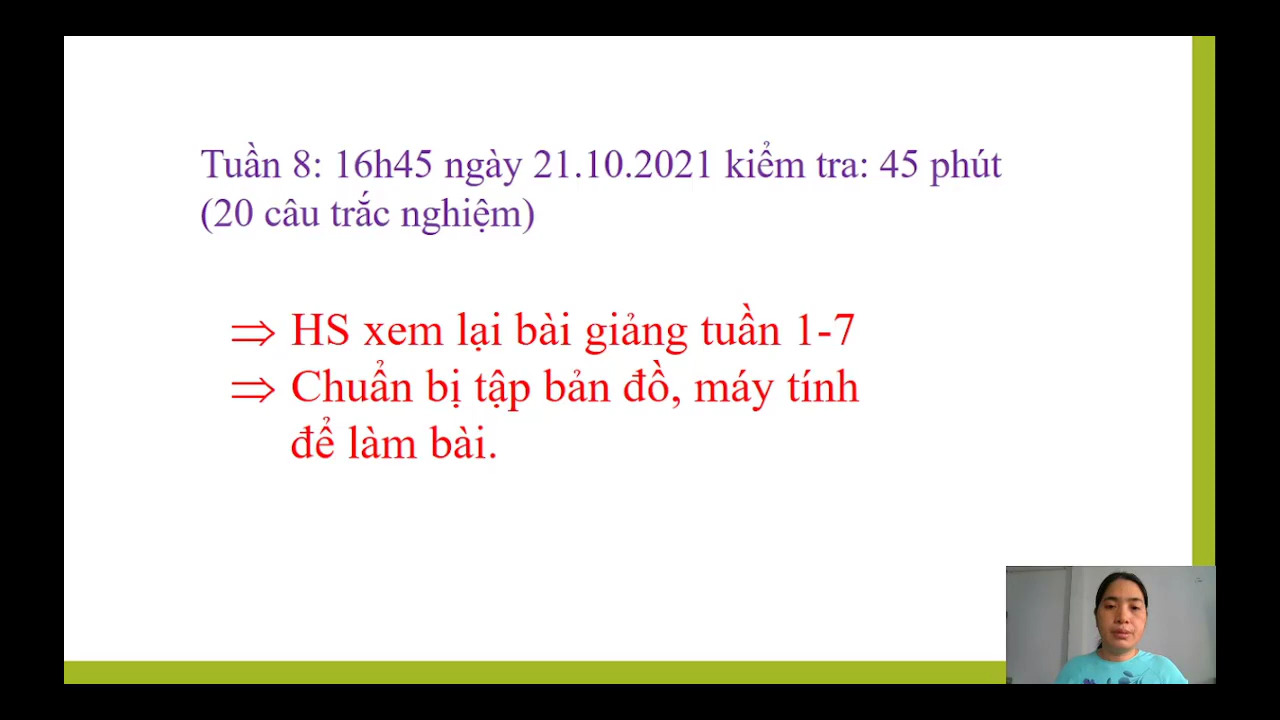 Tuần 8: 16h45 ngày 21.10.2021 kiểm tra: 45 phút
(20 câu trắc nghiệm)
⇒ HS xem lại bài giảng tuần 1-7
⇒ Chuẩn bị tập bản đồ, máy tính
để làm bài.